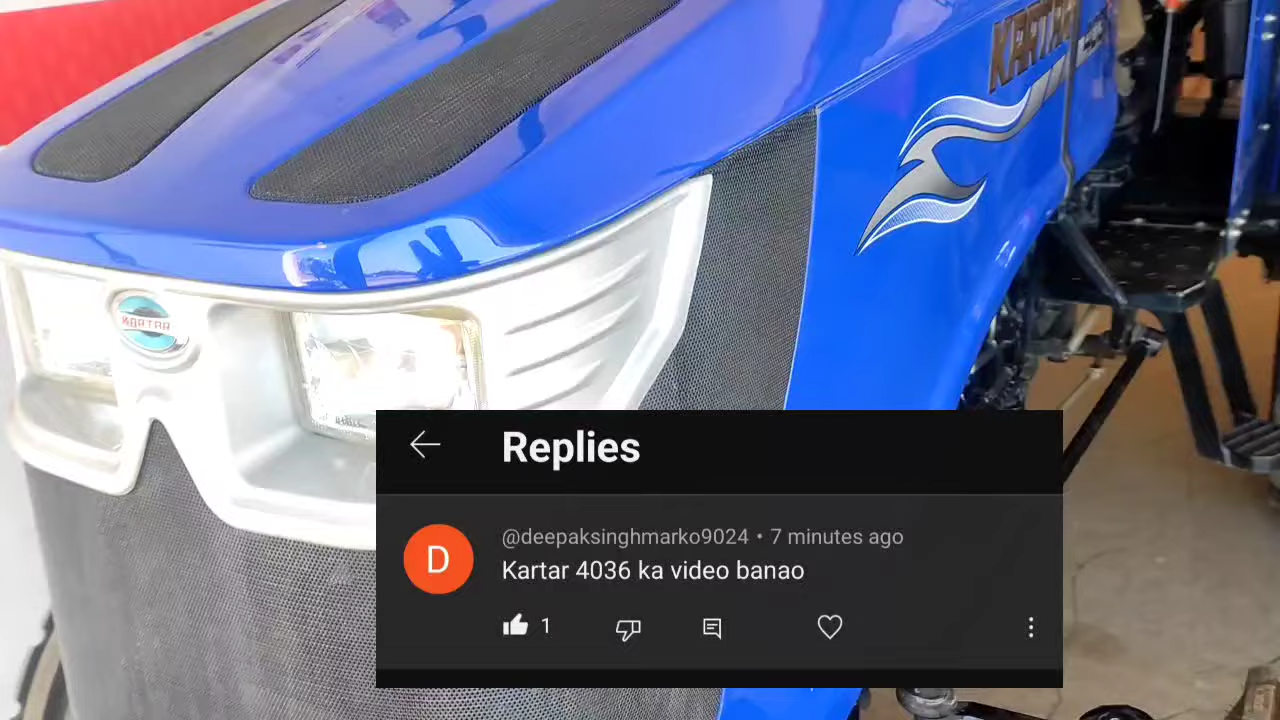 KARTAR
KARTAR
Replies
@deepaksinghmarko9024 • 7 minutes ago
Kartar 4036 ka video banao
1